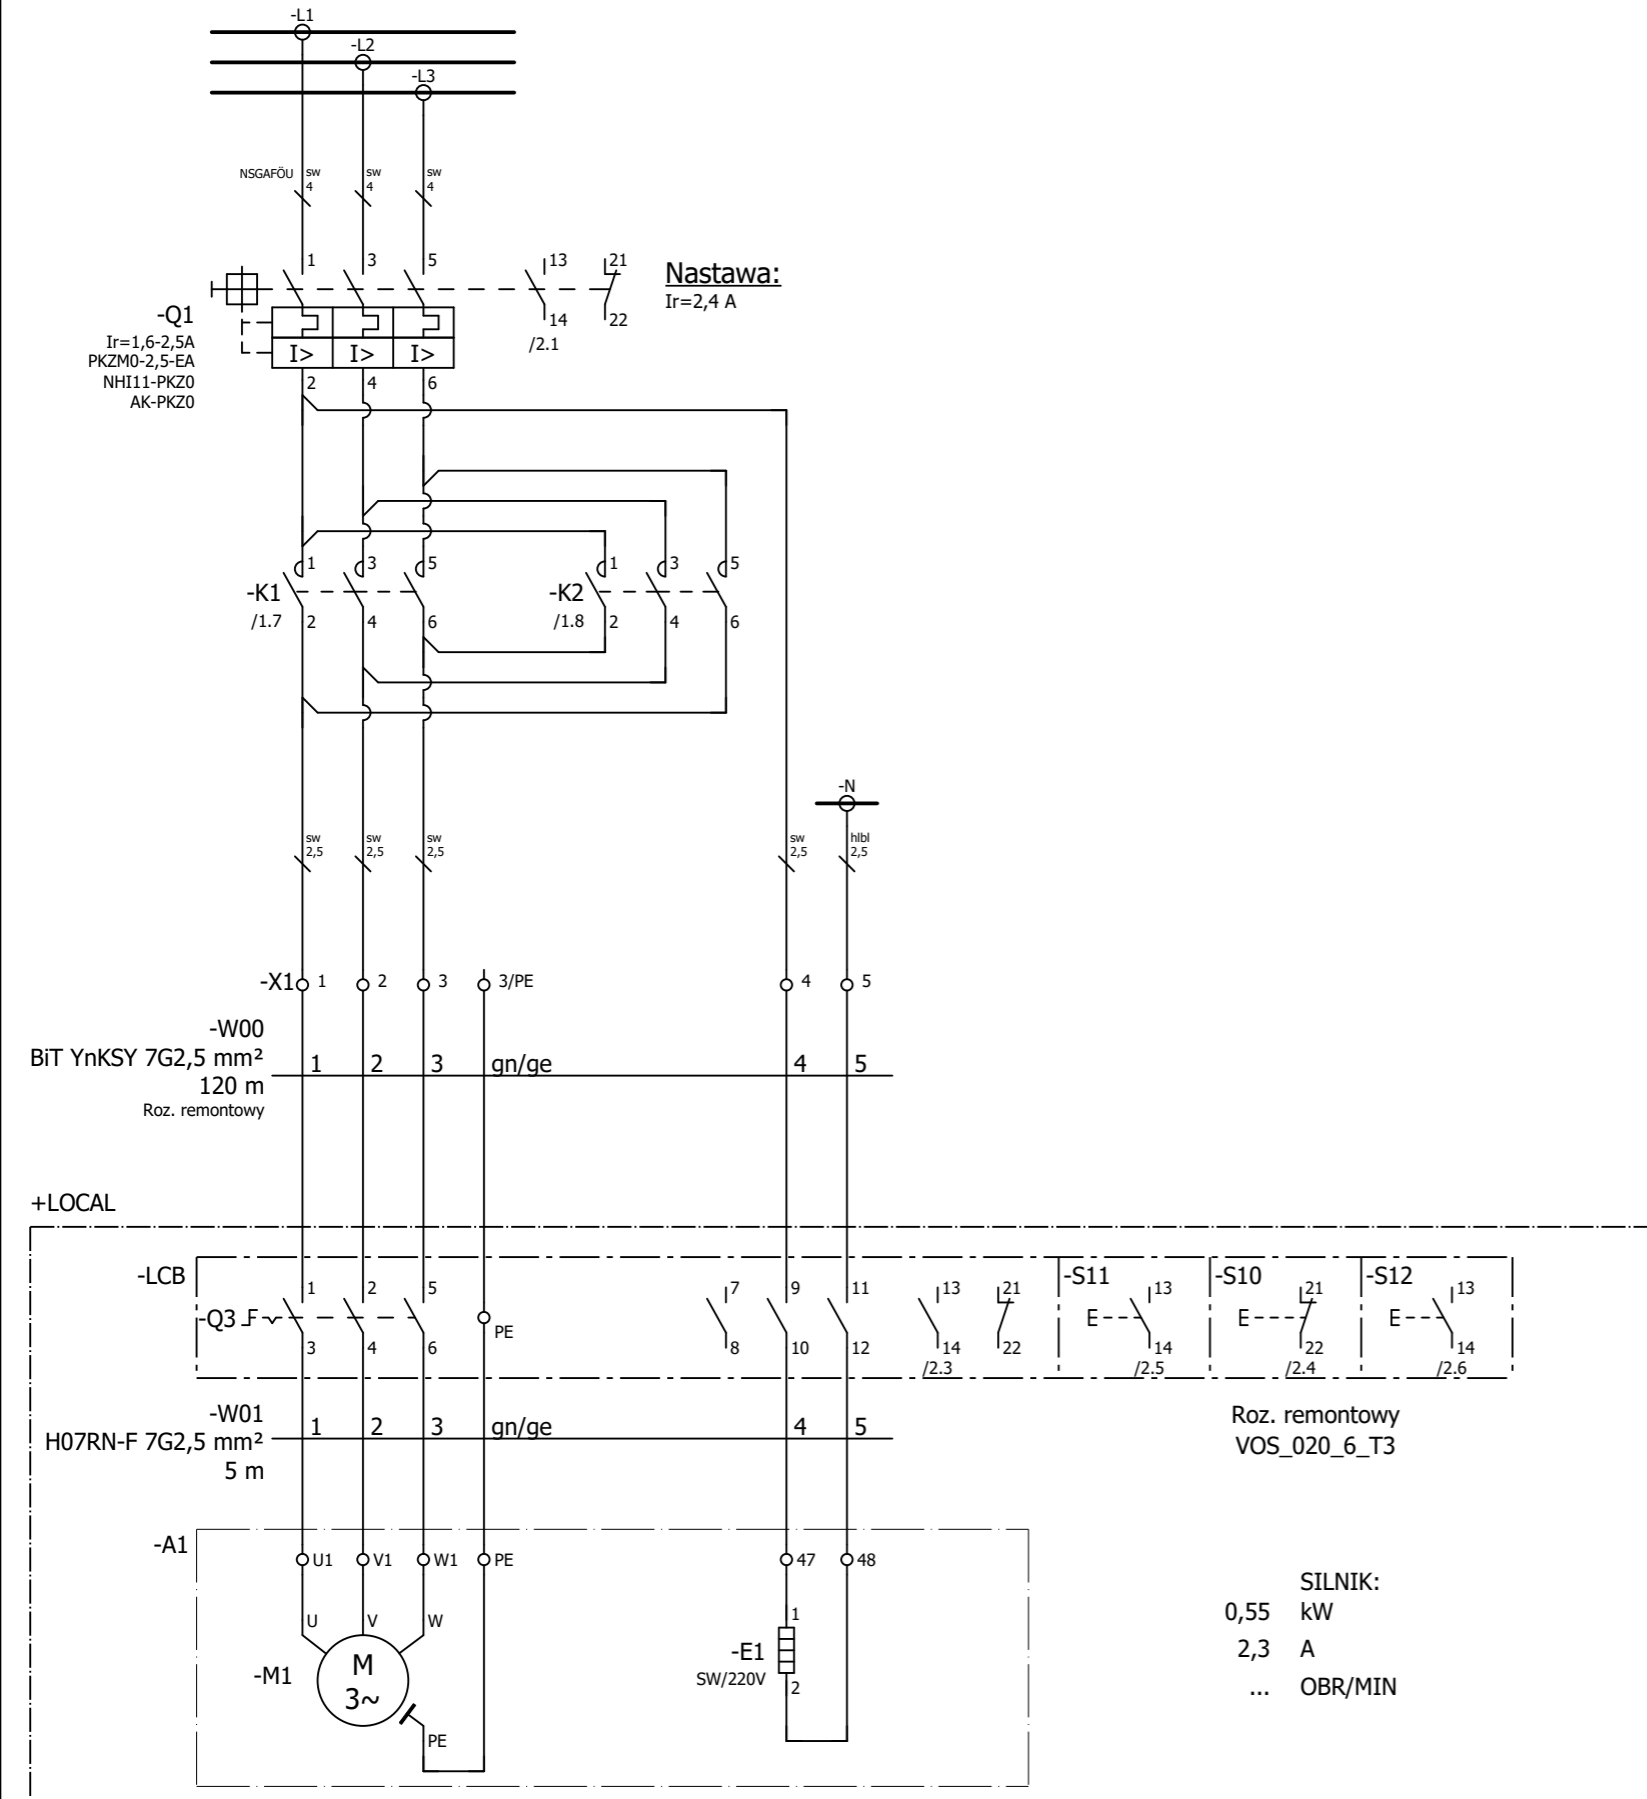 -L1
-L2
-L3
NSGAFÖU sw sw sw
4 4 4
1 3 5 13 21
Nastawa:
Ir=2,4 A
-Q1
14 22
/2.1
Ir=1,6-2,5A
PKZM0-2,5-EA
NHI11-PKZ0
AK-PKZ0
I> I> I>
2 4 6
1 3 5 1 3 5
-K1 -K2
/1.7 2 4 6 /1.8 2 4 6
-N
sw sw sw sw hlbl
2,5 2,5 2,5 2,5 2,5
-X1 1 2 3 3/PE 4 5
-W00
BiT YnKSY 7G2,5 mm²
120 m
Roz. remontowy
1 2 3 gn/ge 4 5
+LOCAL
-LCB -S11 -S10 -S12
1 2 5 7 9 11 13 21 13 21 13
-Q3 PE E E E
3 4 6 8 10 12 14 22 14 22 14
/2.3 /2.5 /2.4 /2.6
-W01
H07RN-F 7G2,5 mm²
5 m
1 2 3 gn/ge 4 5
Roz. remontowy
VOS_020_6_T3
-A1
U1 V1 W1 PE 47 48
U V W 1
-M1 M
3~
PE
-E1
SW/220V
2
SILNIK:
0,55 kW
2,3 A
... OBR/MIN